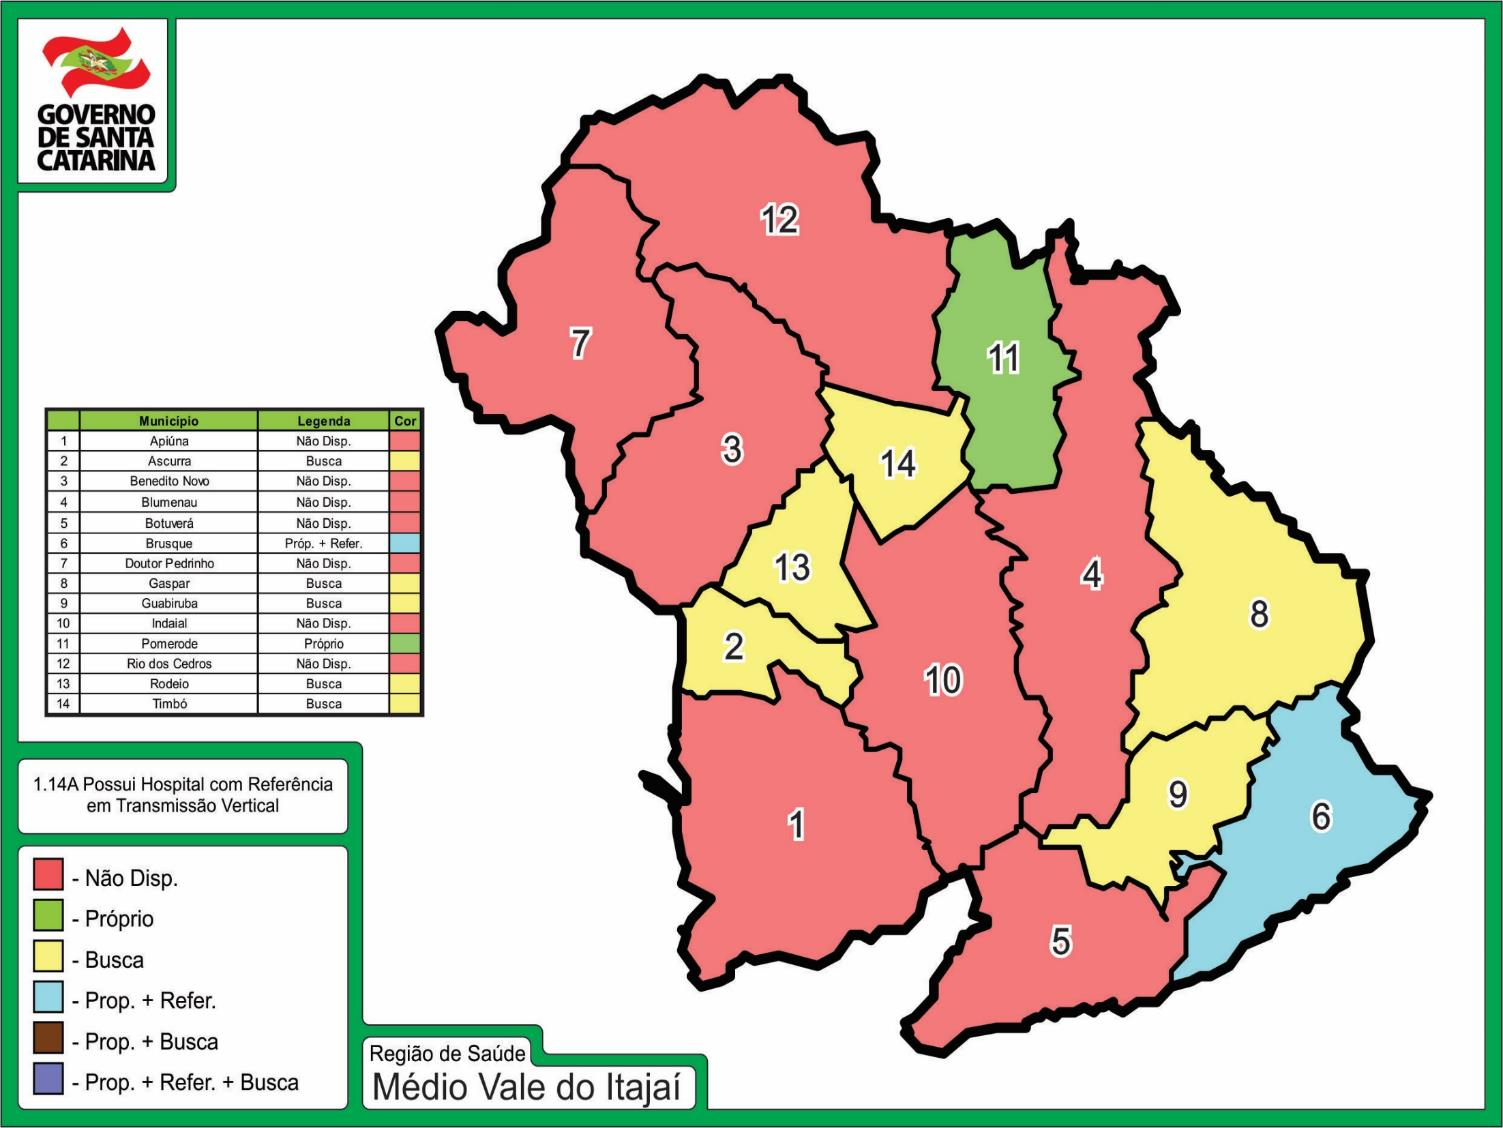 GOVERNO
DE SANTA
CATARINA
12
11
7
3
14
13
4
8
2
10
9
6
1
5
Município Legenda Cor
1 Apiúna Não Disp.
2 Ascurra Busca
3 Benedito Novo Não Disp.
4 Blumenau Não Disp.
5 Botuverá Não Disp.
6 Brusque Próp. + Refer.
7 Doutor Pedrinho Não Disp.
8 Gaspar Busca
9 Guabiruba Busca
10 Indaial Não Disp.
11 Pomerode Próprio
12 Rio dos Cedros Não Disp.
13 Rodeio Busca
14 Timbó Busca
1.14A Possui Hospital com Referência
em Transmissão Vertical
- Não Disp.
- Próprio
- Busca
- Prop. + Refer.
- Prop. + Busca
- Prop. + Refer. + Busca
Região de Saúde
Médio Vale do Itajaí